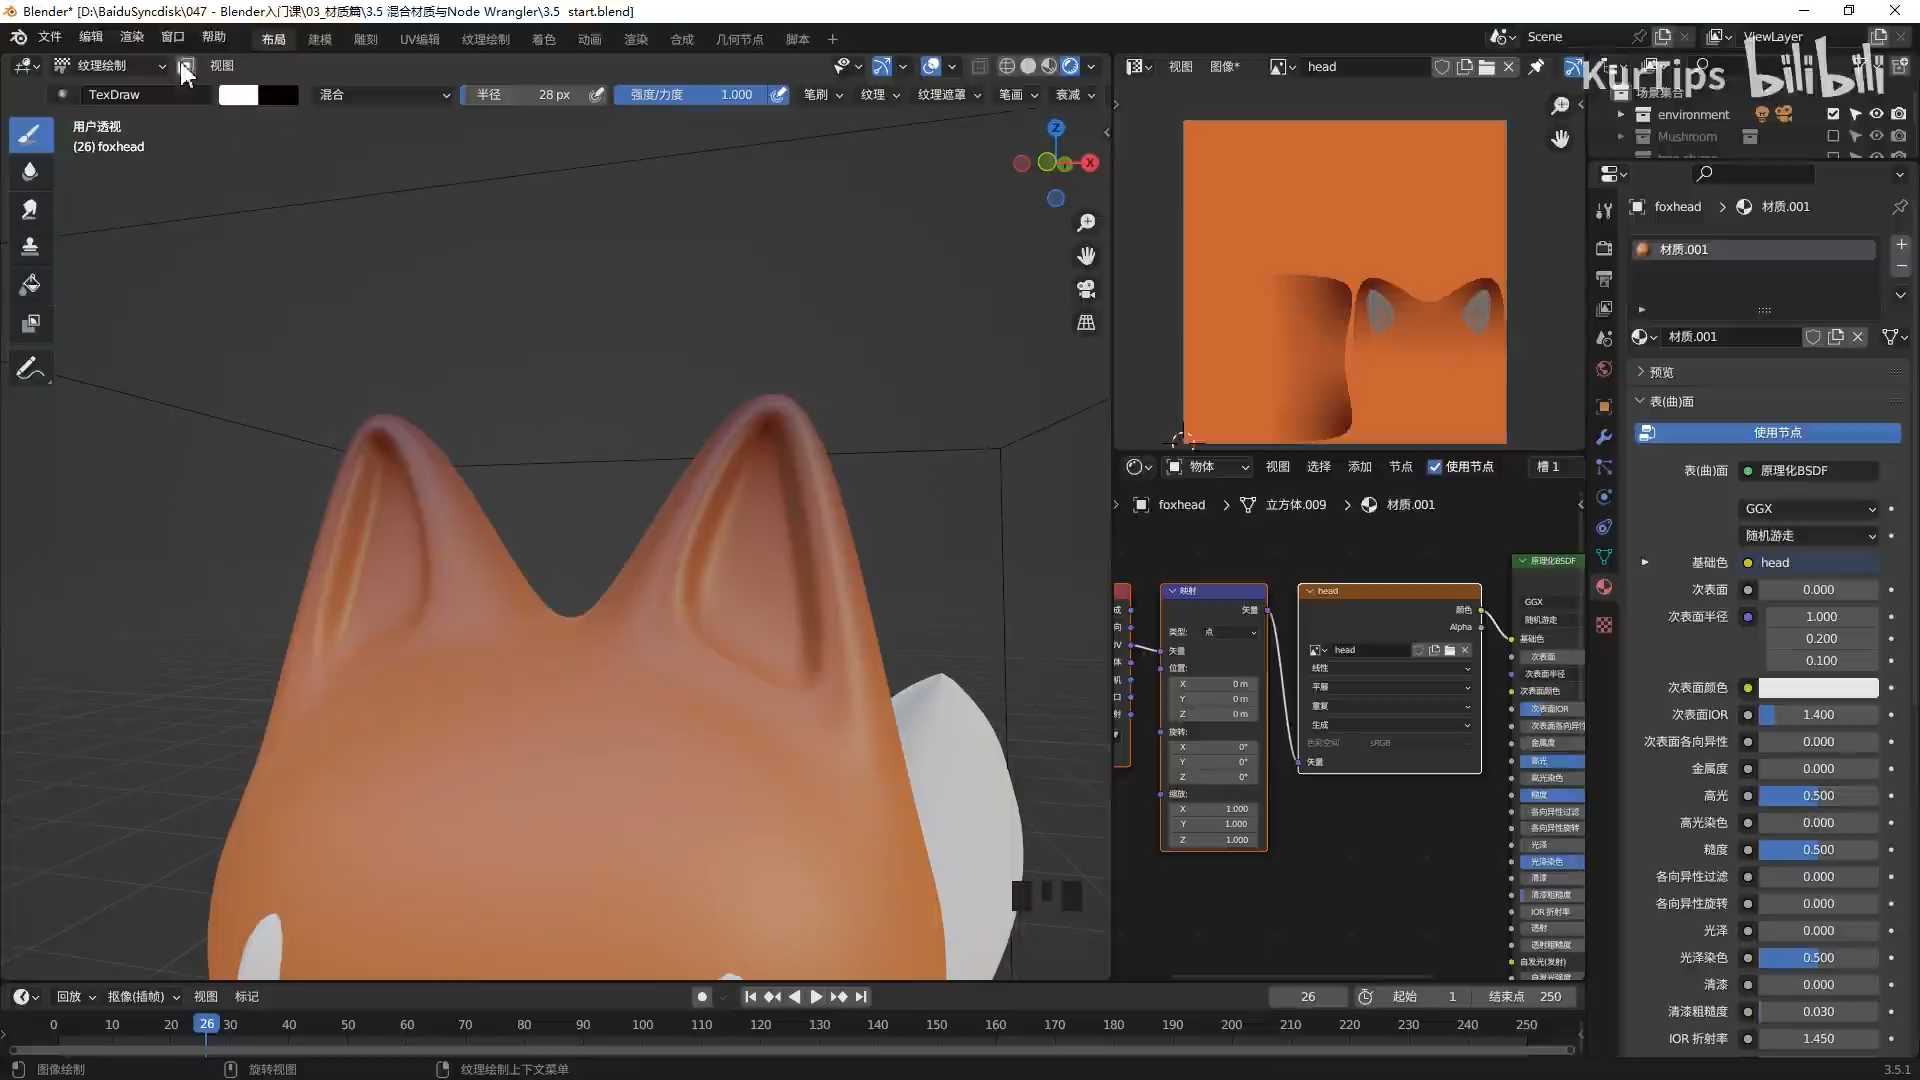 Blender* [D:\BaiduSyncdisk\047 - Blender入门课\03_材质篇\3.5 混合材质与Node Wrangler\3.5  start.blend]
文件 编辑 渲染 窗口 帮助 布局 建模 雕刻 UV编辑 纹理绘制 着色 动画 渲染 合成 几何节点 脚本 + Scene ViewLayer
纹理绘制 视图
TexDraw 混合 半径 28 px 强度/力度 1.000 笔刷 纹理 纹理遮罩 笔画 衰减
用户透视
(26) foxhead
Z
X
视图 图像* head
KurTips bilibili
场景集合
environment
Mushroom
物体 视图 选择 添加 节点 使用节点 槽 1
foxhead > 立方体.009 > 材质.001
映射
矢量
类型: 点
矢量
位置:
X 0 m
Y 0 m
Z 0 m
旋转:
X 0°
Y 0°
Z 0°
缩放:
X 1.000
Y 1.000
Z 1.000
head
颜色
Alpha
head
线性
平展
重复
生成
色彩空间 sRGB
矢量
原理化BSDF
GGX
随机游走
基础色
次表面
次表面半径
次表面颜色
次表面IOR
次表面各向异性
金属度
高光
高光染色
糙度
各向异性过滤
各向异性旋转
光泽
光泽染色
清漆
清漆粗糙度
IOR 折射率
透射
透射粗糙度
自发光(发射)
自发光强度
foxhead > 材质.001
材质.001
材质.001
预览
表(曲)面
使用节点
表(曲)面 原理化BSDF
GGX
随机游走
基础色 head
次表面 0.000
次表面半径 1.000
0.200
0.100
次表面颜色
次表面IOR 1.400
次表面各向异性 0.000
金属度 0.000
高光 0.500
高光染色 0.000
糙度 0.500
各向异性过滤 0.000
各向异性旋转 0.000
光泽 0.000
光泽染色 0.500
清漆 0.000
清漆粗糙度 0.030
IOR 折射率 1.450
回放 抠像(插帧) 视图 标记 26 起始 1 结束点 250
0 10 20 26 30 40 50 60 70 80 90 100 110 120 130 140 150 160 170 180 190 200 210 220 230 240 250
图像绘制 旋转视图 纹理绘制上下文菜单 3.5.1